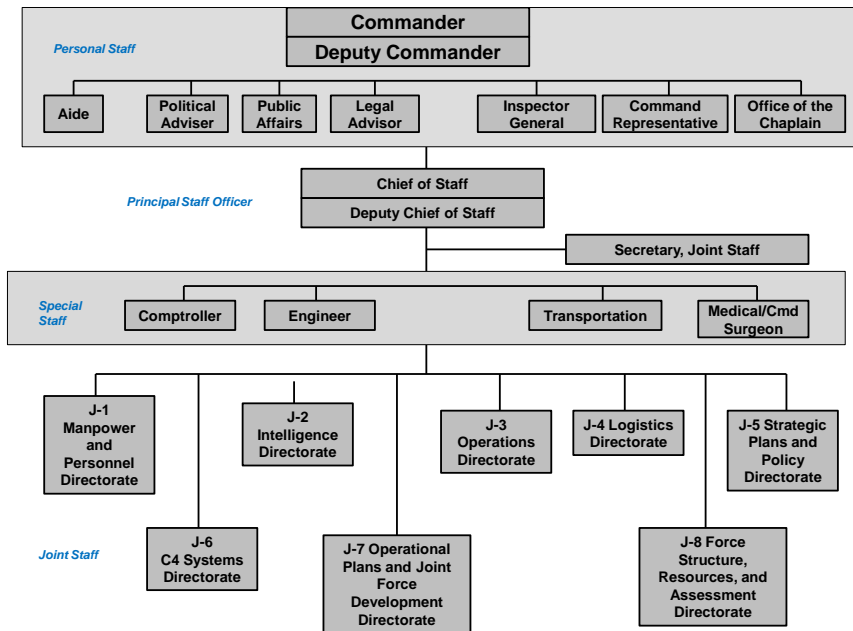 Commander
Personal Staff
Deputy Commander
Aide
Political
Adviser
Public
Affairs
Legal
Advisor
Inspector
General
Command
Representative
Office of the
Chaplain
Chief of Staff
Principal Staff Officer
Deputy Chief of Staff
Secretary, Joint Staff
Special
Staff
Comptroller
Engineer
Transportation
Medical/Cmd
Surgeon
J-1
Manpower
and
Personnel
Directorate
J-2
Intelligence
Directorate
J-3
Operations
Directorate
J-4 Logistics
Directorate
J-5 Strategic
Plans and
Policy
Directorate
Joint Staff
J-6
C4 Systems
Directorate
J-7 Operational
Plans and Joint
Force
Development
Directorate
J-8 Force
Structure,
Resources, and
Assessment
Directorate